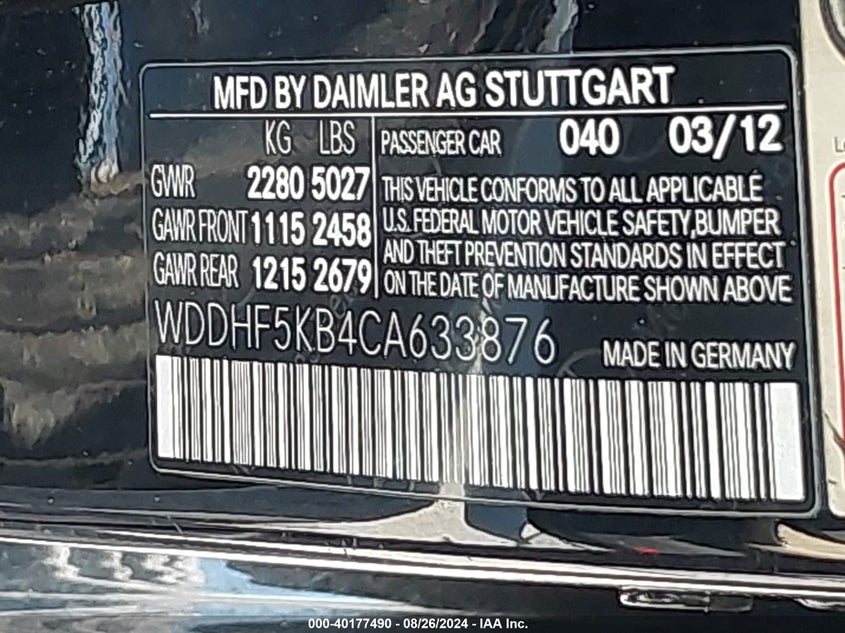 MFD BY DAIMLER AG STUTTGART
KG LBS
GVWR 2280 5027
GAWR FRONT 1115 2458
GAWR REAR 1215 2679
PASSENGER CAR 040 03/12
THIS VEHICLE CONFORMS TO ALL APPLICABLE
U.S. FEDERAL MOTOR VEHICLE SAFETY,BUMPER
AND THEFT PREVENTION STANDARDS IN EFFECT
ON THE DATE OF MANUFACTURE SHOWN ABOVE
WDDHF5KB4CA633876
MADE IN GERMANY
000-40177490 - 08/26/2024 - IAA Inc.